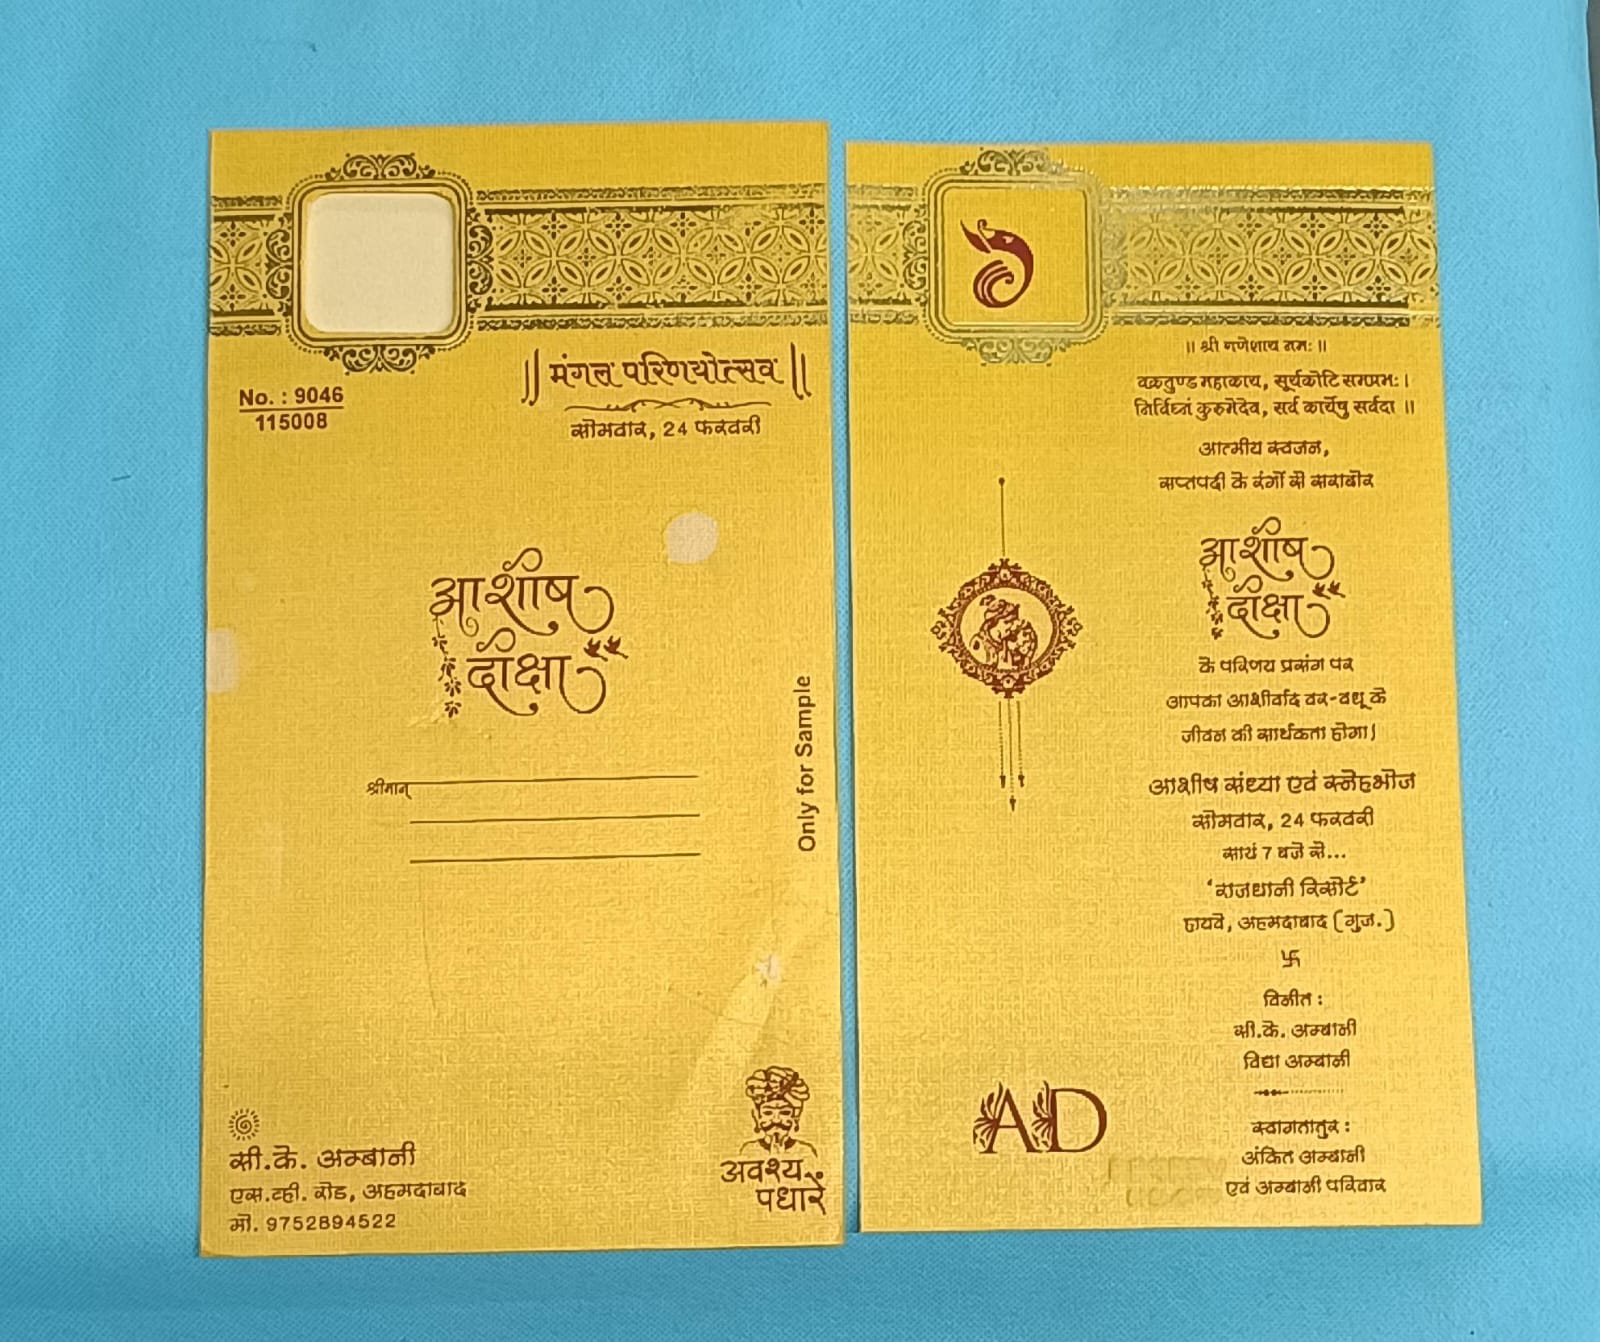 || मंगल परिणयोत्सव ||
No. : 9046
115008
सोमवार, 24 फरवरी
आशीष
दीक्षा
श्रीमान्
Only for Sample
सी.के. अम्बानी
एस.व्ही. रोड, अहमदाबाद
मो. 9752894522
अवश्य
पधारें
|| श्री गणेशाय नमः ||
वक्रतुण्ड महाकाय, सूर्यकोटि समप्रभः।
निर्विघ्नं कुरुमेदेव, सर्व कार्येषु सर्वदा ॥
आत्मीय स्वजन,
सप्तपदी के रंगों से सराबोर
आशीष
दीक्षा
के परिणय प्रसंग पर
आपका आशीर्वाद वर-वधू के
जीवन की सार्थकता होगा।
आशीष संध्या एवं स्नेहभोज
सोमवार, 24 फरवरी
सायं 7 बजे से...
‘राजधानी रिसोर्ट’
हायवे, अहमदाबाद (गुज.)
卐
विनीत :
सी.के. अम्बानी
विद्या अम्बानी
स्वागतातुर :
अंकित अम्बानी
एवं अम्बानी परिवार
AD